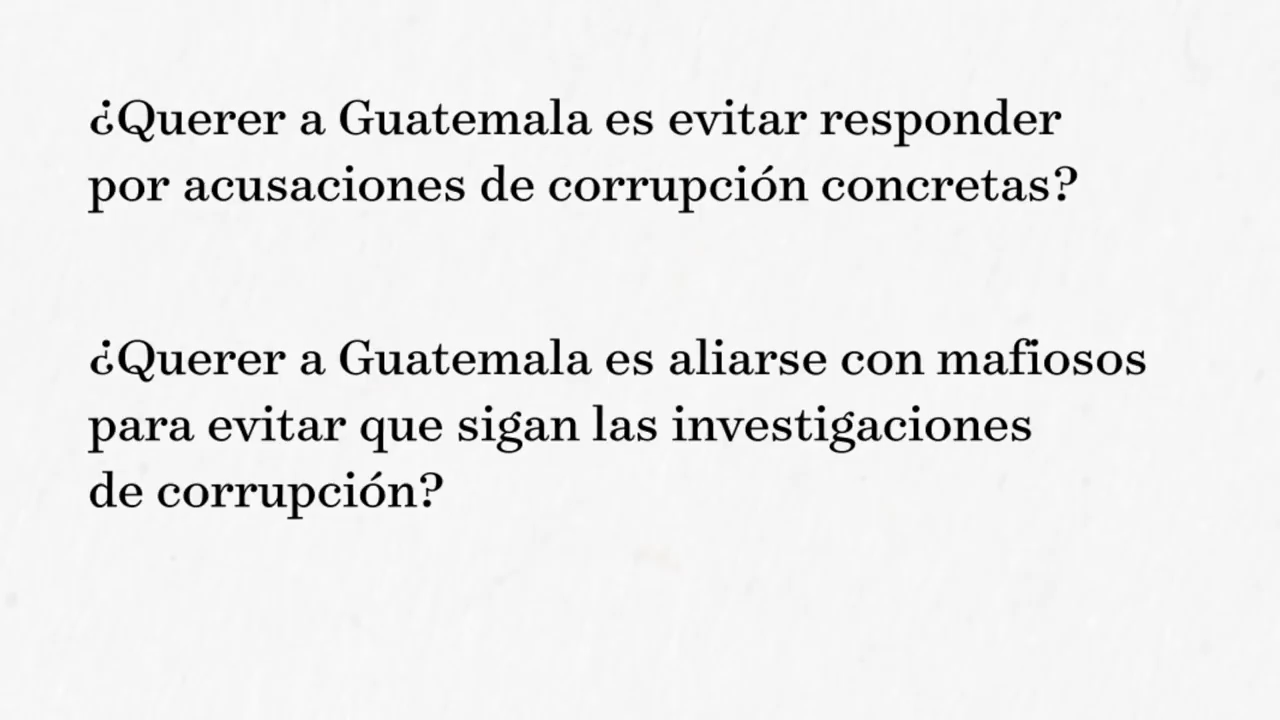 ¿Querer a Guatemala es evitar responder
por acusaciones de corrupción concretas?
¿Querer a Guatemala es aliarse con mafiosos
para evitar que sigan las investigaciones
de corrupción?